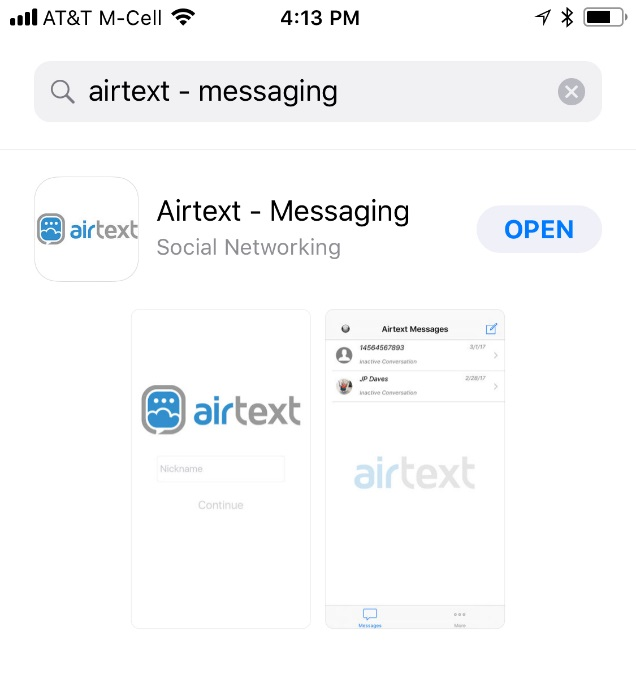 AT&T M-Cell 4:13 PM
airtext - messaging
airtext
Airtext - Messaging
Social Networking
OPEN
airtext
Nickname
Continue
Airtext Messages
14564567893 3/1/17
Inactive Conversation
JP Daves 2/28/17
Inactive Conversation
airtext
Messages More